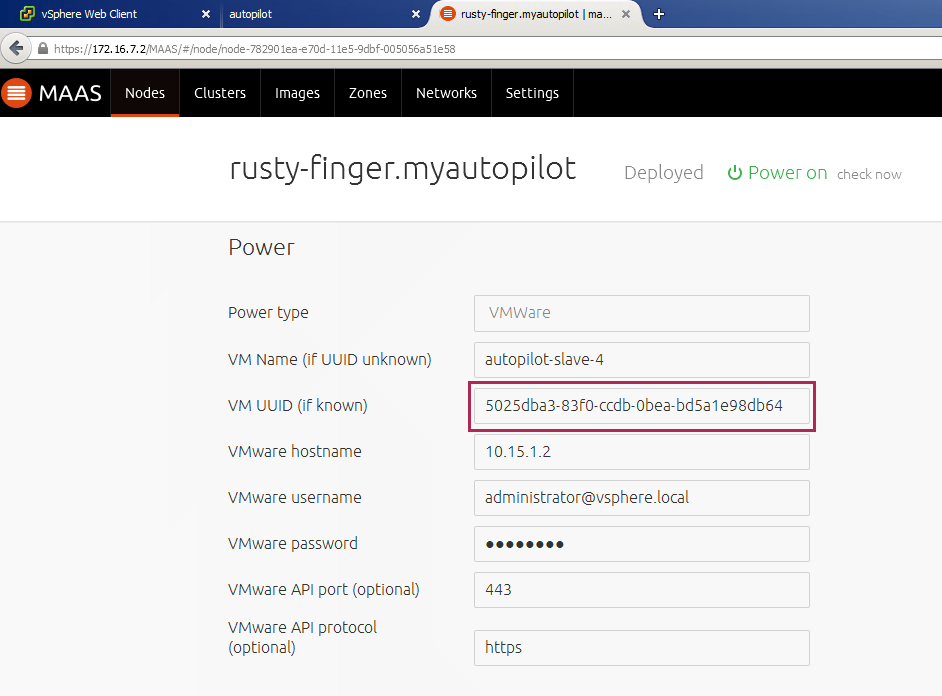 vSphere Web Client
autopilot
rusty-finger.myautopilot | ma...
https://172.16.7.2/MAAS/#/node/node-782901ea-e70d-11e5-9dbf-005056a51e58
MAAS Nodes Clusters Images Zones Networks Settings
rusty-finger.myautopilot Deployed Power on check now
Power
Power type VMWare
VM Name (if UUID unknown) autopilot-slave-4
VM UUID (if known) 5025dba3-83f0-ccdb-0bea-bd5a1e98db64
VMware hostname 10.15.1.2
VMware username administrator@vsphere.local
VMware password ●●●●●●●●
VMware API port (optional) 443
VMware API protocol
(optional) https